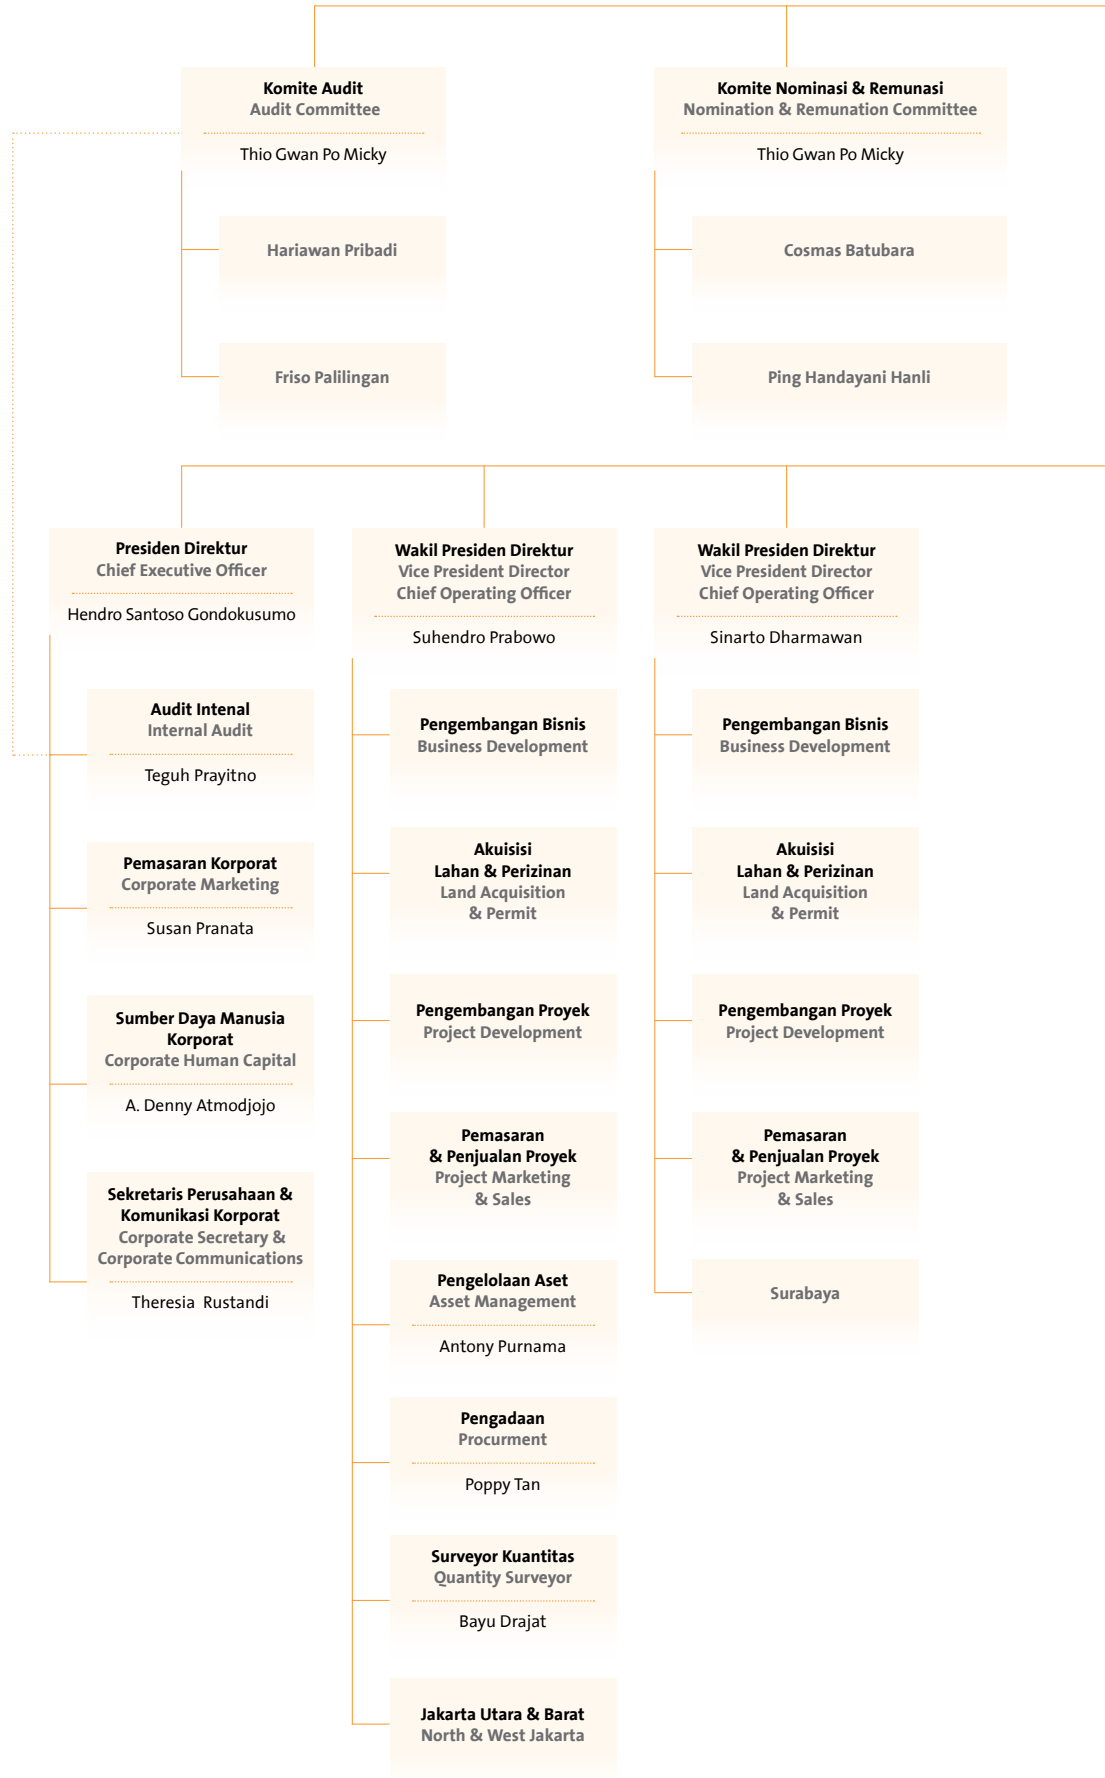 Komite Audit
Audit Committee
Thio Gwan Po Micky
Hariawan Pribadi
Friso Palilingan
Komite Nominasi & Remunasi
Nomination & Remunation Committee
Thio Gwan Po Micky
Cosmas Batubara
Ping Handayani Hanli
Presiden Direktur
Chief Executive Officer
Hendro Santoso Gondokusumo
Audit Intenal
Internal Audit
Teguh Prayitno
Pemasaran Korporat
Corporate Marketing
Susan Pranata
Sumber Daya Manusia
Korporat
Corporate Human Capital
A. Denny Atmodjojo
Sekretaris Perusahaan &
Komunikasi Korporat
Corporate Secretary &
Corporate Communications
Theresia Rustandi
Wakil Presiden Direktur
Vice President Director
Chief Operating Officer
Suhendro Prabowo
Pengembangan Bisnis
Business Development
Akuisisi
Lahan & Perizinan
Land Acquisition
& Permit
Pengembangan Proyek
Project Development
Pemasaran
& Penjualan Proyek
Project Marketing
& Sales
Pengelolaan Aset
Asset Management
Antony Purnama
Pengadaan
Procurment
Poppy Tan
Surveyor Kuantitas
Quantity Surveyor
Bayu Drajat
Jakarta Utara & Barat
North & West Jakarta
Wakil Presiden Direktur
Vice President Director
Chief Operating Officer
Sinarto Dharmawan
Pengembangan Bisnis
Business Development
Akuisisi
Lahan & Perizinan
Land Acquisition
& Permit
Pengembangan Proyek
Project Development
Pemasaran
& Penjualan Proyek
Project Marketing
& Sales
Surabaya